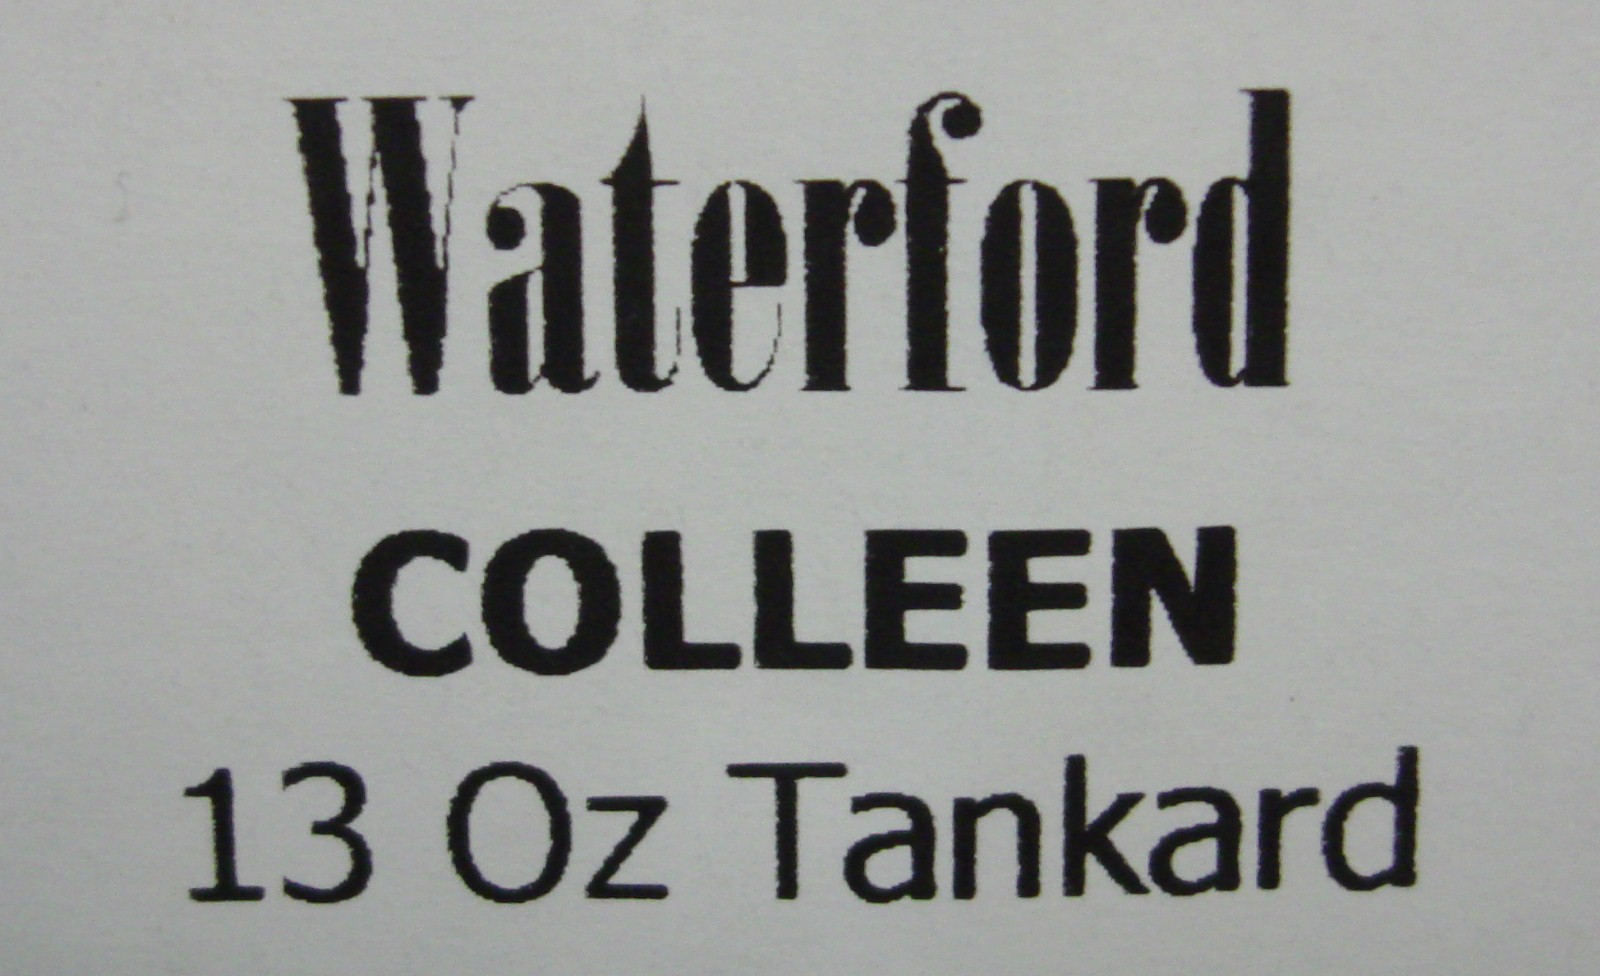 Waterford
COLLEEN
13 Oz Tankard